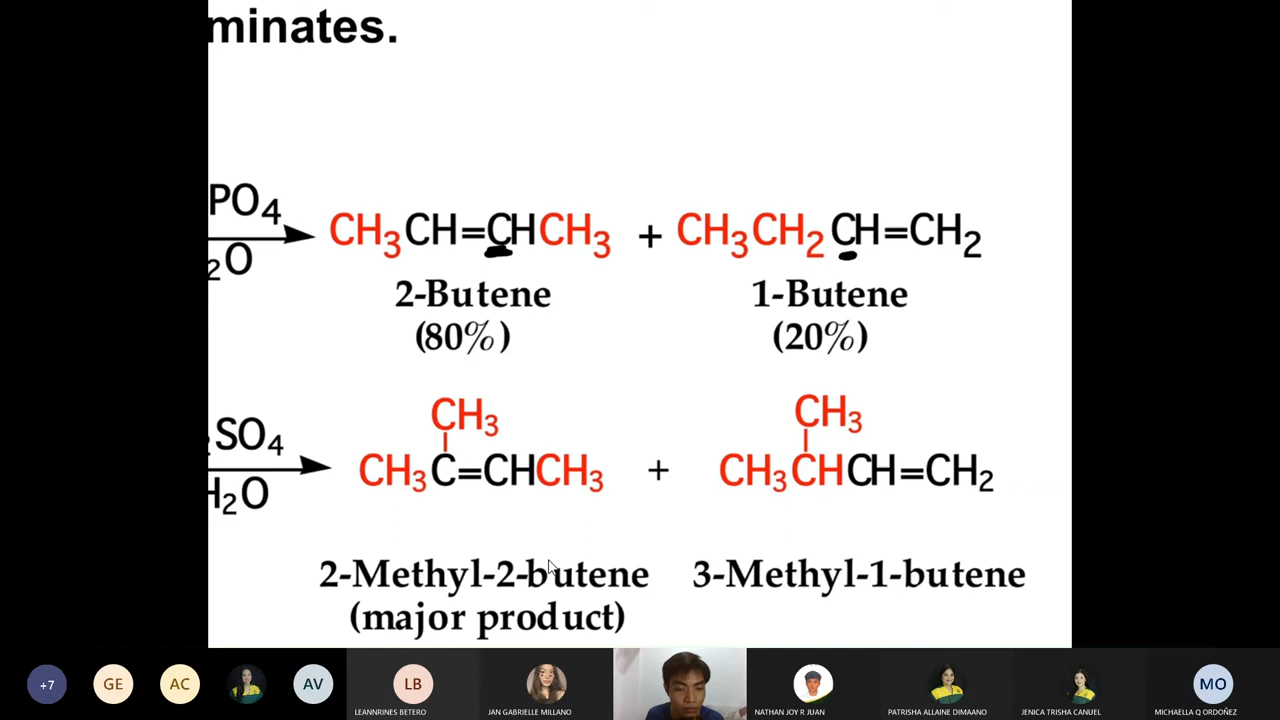 minates.
PO4
2O
CH3CH=CHCH3 + CH3CH2CH=CH2
2-Butene 1-Butene
(80%) (20%)
2SO4
H2O
CH3 CH3
CH3C=CHCH3 + CH3CHCH=CH2
2-Methyl-2-butene 3-Methyl-1-butene
(major product)
+7 GE AC AV LB MO
LEANNRINES BETERO JAN GABRIELLE MILLANO NATHAN JOY R JUAN PATRISHA ALLAINE DIMAANO JENICA TRISHA CANUEL MICHAELLA Q ORDOÑEZ